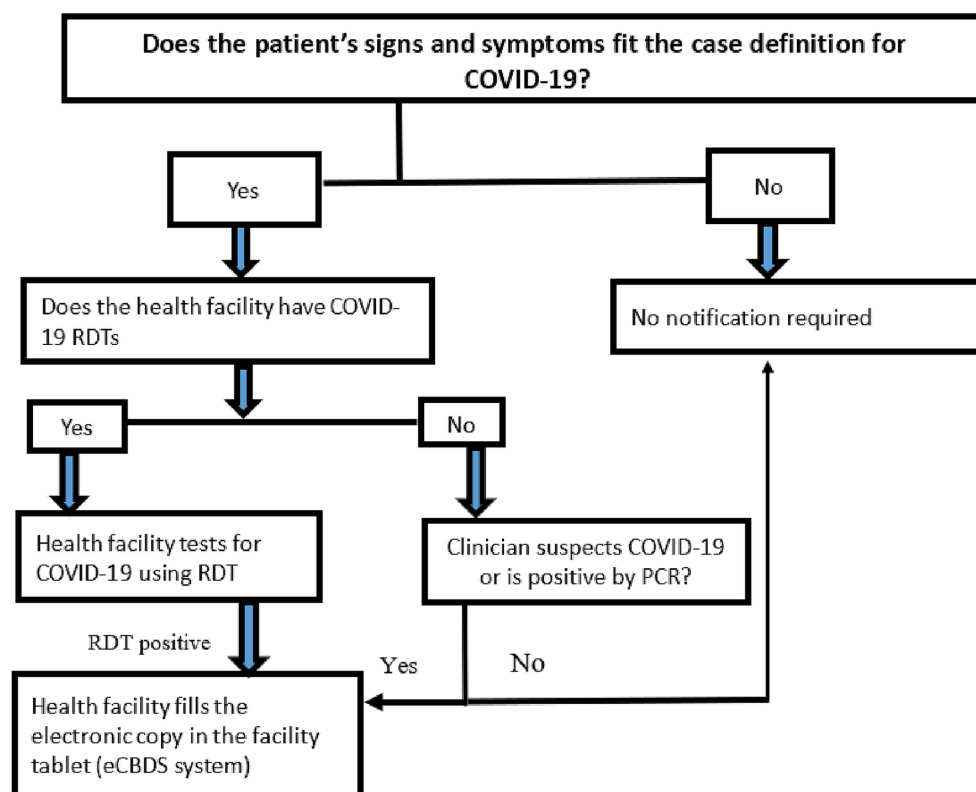 Does the patient's signs and symptoms fit the case definition for
COVID-19?
Yes
No
Does the health facility have COVID-
19 RDTs
No notification required
Yes
No
Health facility tests for
COVID-19 using RDT
Clinician suspects COVID-19
or is positive by PCR?
RDT positive
Yes
No
Health facility fills the
electronic copy in the facility
tablet (eCBDS system)